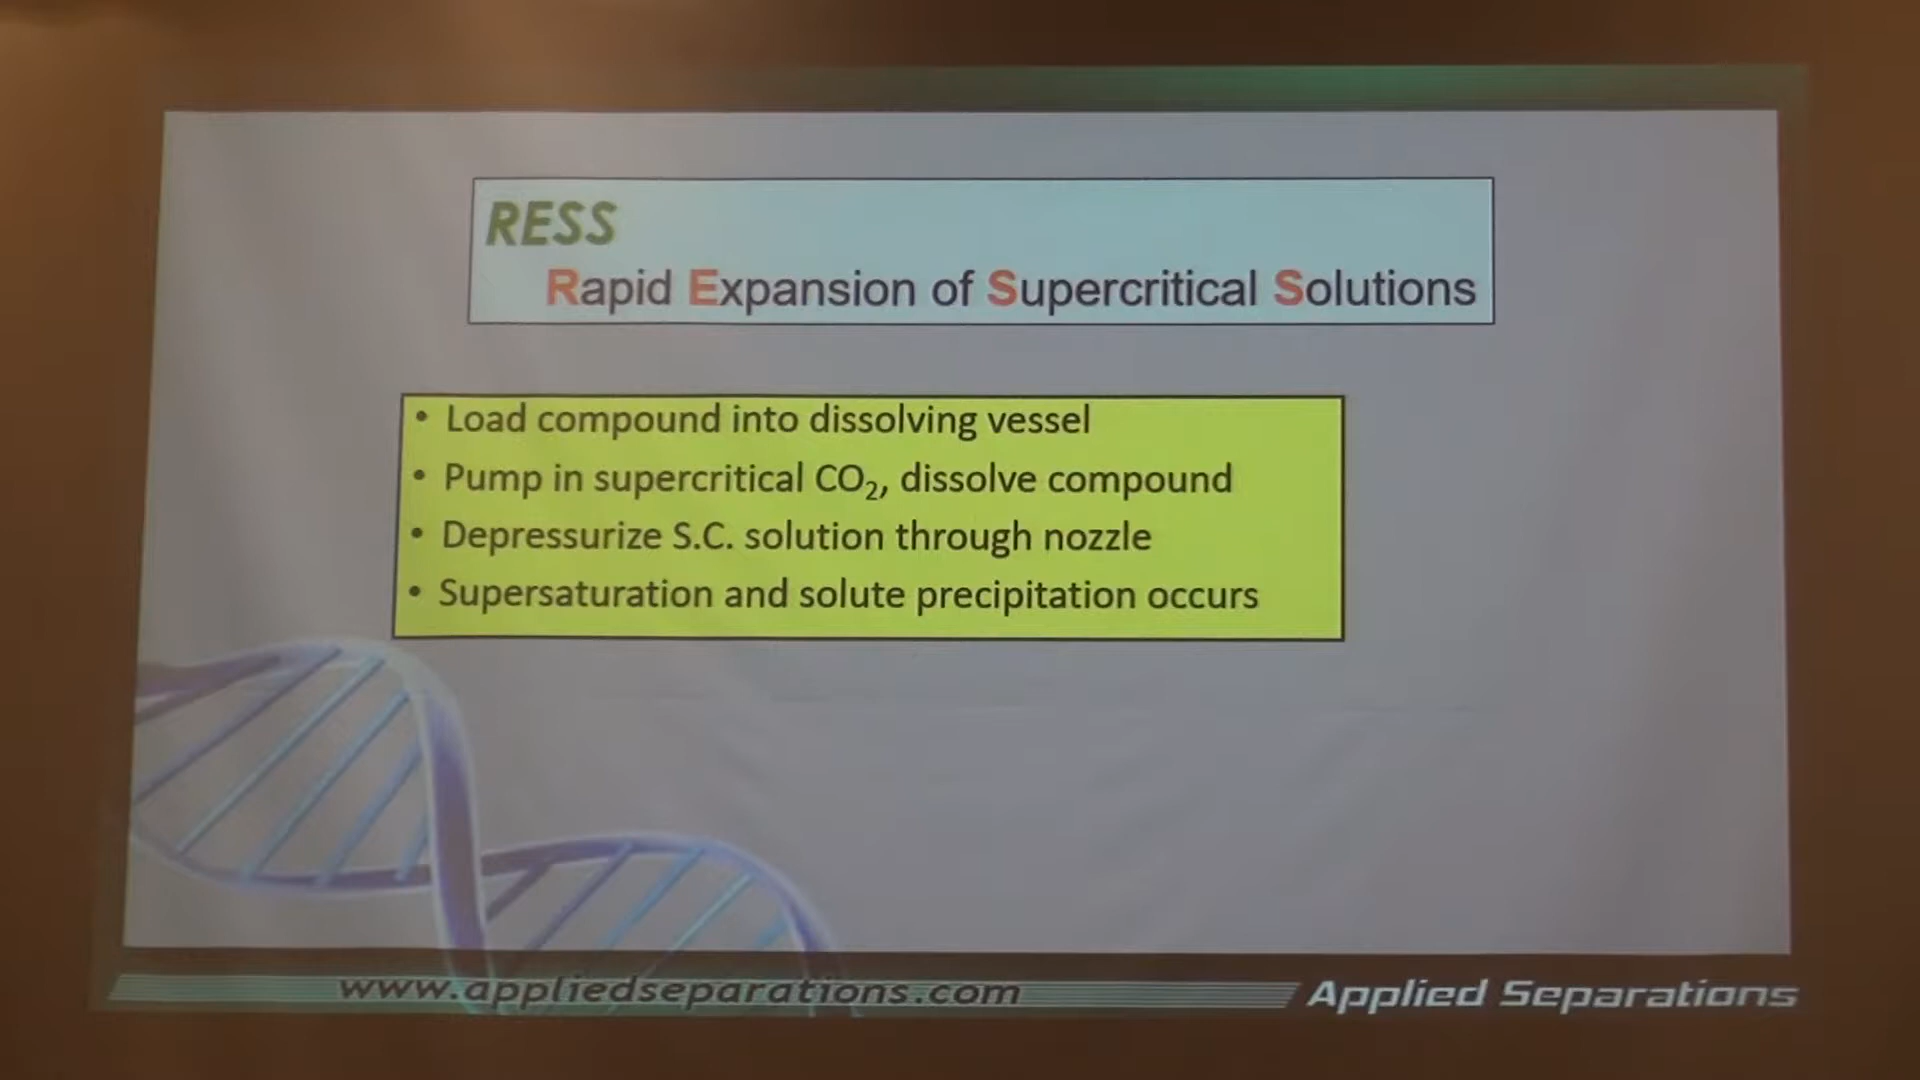 RESS
Rapid Expansion of Supercritical Solutions
• Load compound into dissolving vessel
• Pump in supercritical CO₂, dissolve compound
• Depressurize S.C. solution through nozzle
• Supersaturation and solute precipitation occurs
www.appliedseparations.com
Applied Separations